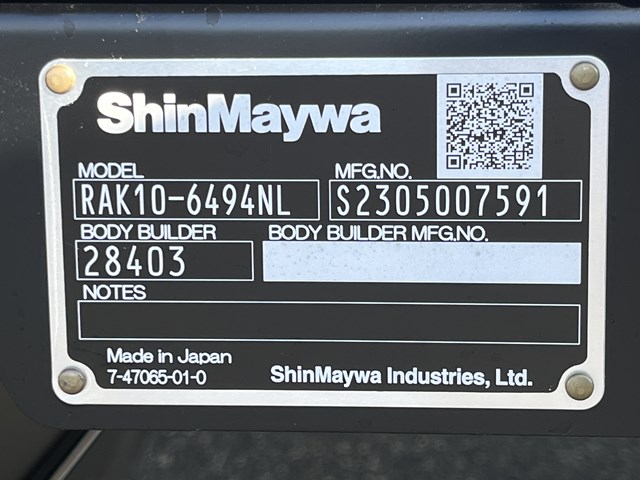 ShinMaywa
MODEL MFG.NO.
RAK10-6494NL S2305007591
BODY BUILDER BODY BUILDER MFG.NO.
28403
NOTES
Made in Japan
7-47065-01-0 ShinMaywa Industries, Ltd.